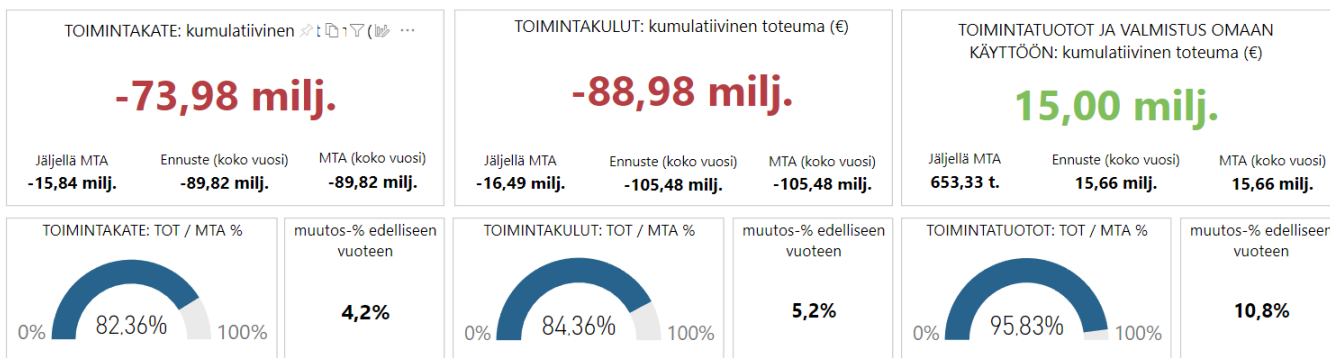 TOIMINTAKATE: kumulatiivinen
-73,98 milj.
Jäljellä MTA
-15,84 milj.
Ennuste (koko vuosi)
-89,82 milj.
MTA (koko vuosi)
-89,82 milj.
TOIMINTAKULUT: kumulatiivinen toteuma (€)
-88,98 milj.
Jäljellä MTA
-16,49 milj.
Ennuste (koko vuosi)
-105,48 milj.
MTA (koko vuosi)
-105,48 milj.
TOIMINTATUOTOT JA VALMISTUS OMAAN
KÄYTTÖÖN: kumulatiivinen toteuma (€)
15,00 milj.
Jäljellä MTA
653,33 t.
Ennuste (koko vuosi)
15,66 milj.
MTA (koko vuosi)
15,66 milj.
TOIMINTAKATE: TOT / MTA %
0%
82,36%
100%
muutos-% edelliseen
vuoteen
4,2%
TOIMINTAKULUT: TOT / MTA %
0%
84,36%
100%
muutos-% edelliseen
vuoteen
5,2%
TOIMINTATUOTOT: TOT / MTA %
0%
95,83%
100%
muutos-% edelliseen
vuoteen
10,8%